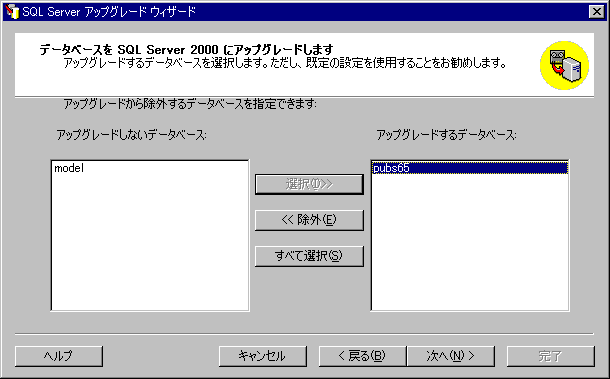 SQL Server アップグレード ウィザード
データベースを SQL Server 2000 にアップグレードします
アップグレードするデータベースを選択します。ただし、既定の設定を使用することをお勧めします。
アップグレードから除外するデータベースを指定できます:
アップグレードしないデータベース:
アップグレードするデータベース:
model
pubs65
選択(I)>>
<< 除外(E)
すべて選択(S)
ヘルプ
キャンセル
< 戻る(B)
次へ(N) >
完了